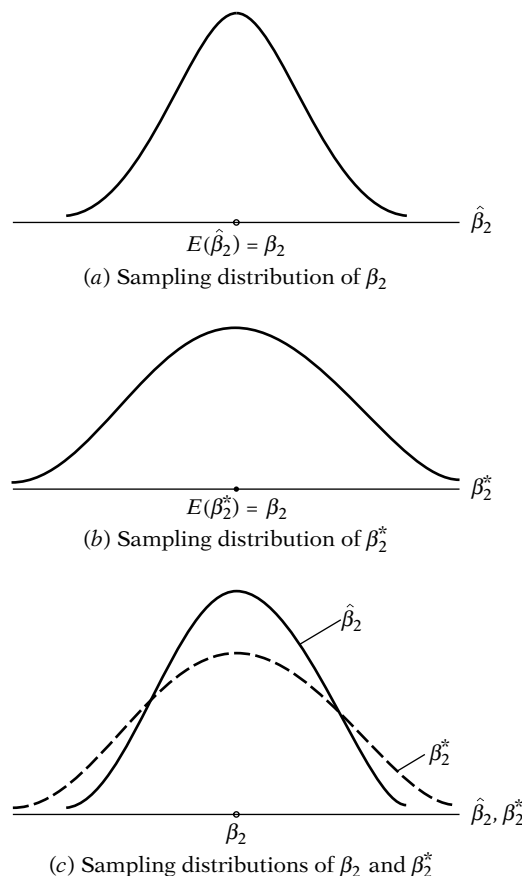 β̂₂
E(β̂₂) = β₂
(a) Sampling distribution of β₂
β₂*
E(β₂*) = β₂
(b) Sampling distribution of β₂*
β̂₂
β₂*
β̂₂, β₂*
β₂
(c) Sampling distributions of β₂ and β₂*